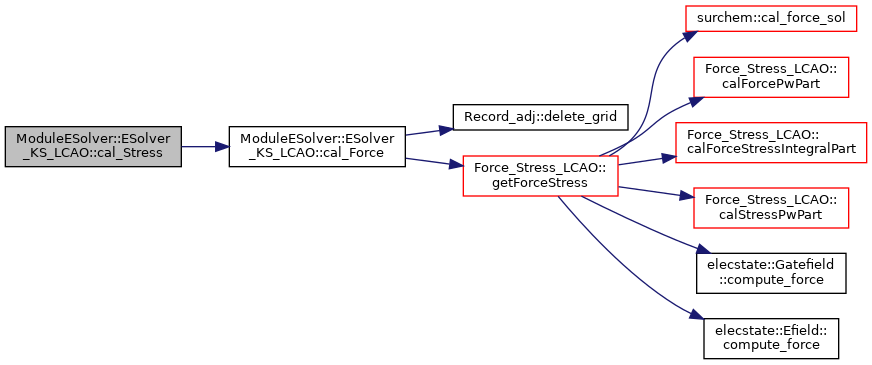 ModuleESolver::ESolver
_KS_LCAO::cal_Stress
ModuleESolver::ESolver
_KS_LCAO::cal_Force
Record_adj::delete_grid
Force_Stress_LCAO::
getForceStress
surchem::cal_force_sol
Force_Stress_LCAO::
calForcePwPart
Force_Stress_LCAO::
calForceStressIntegralPart
Force_Stress_LCAO::
calStressPwPart
elecstate::Gatefield
::compute_force
elecstate::Efield::
compute_force